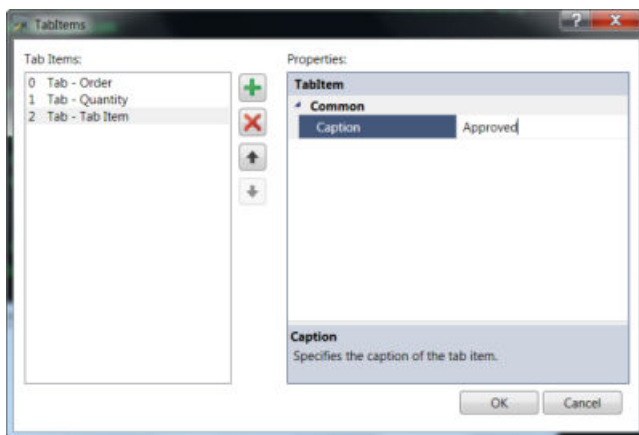 TabItems
Tab Items:
0 Tab - Order
1 Tab - Quantity
2 Tab - Tab Item
Properties:
TabItem
Common
Caption Approved
Caption
Specifies the caption of the tab item.
OK Cancel